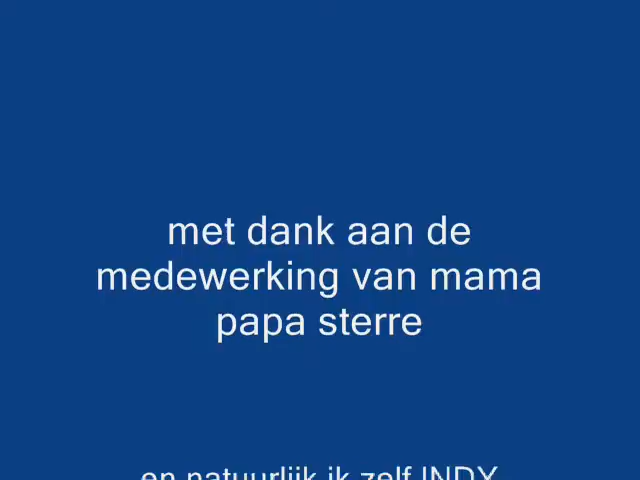 met dank aan de
medewerking van mama
papa sterre
en natuurlijk ik zelf INDY